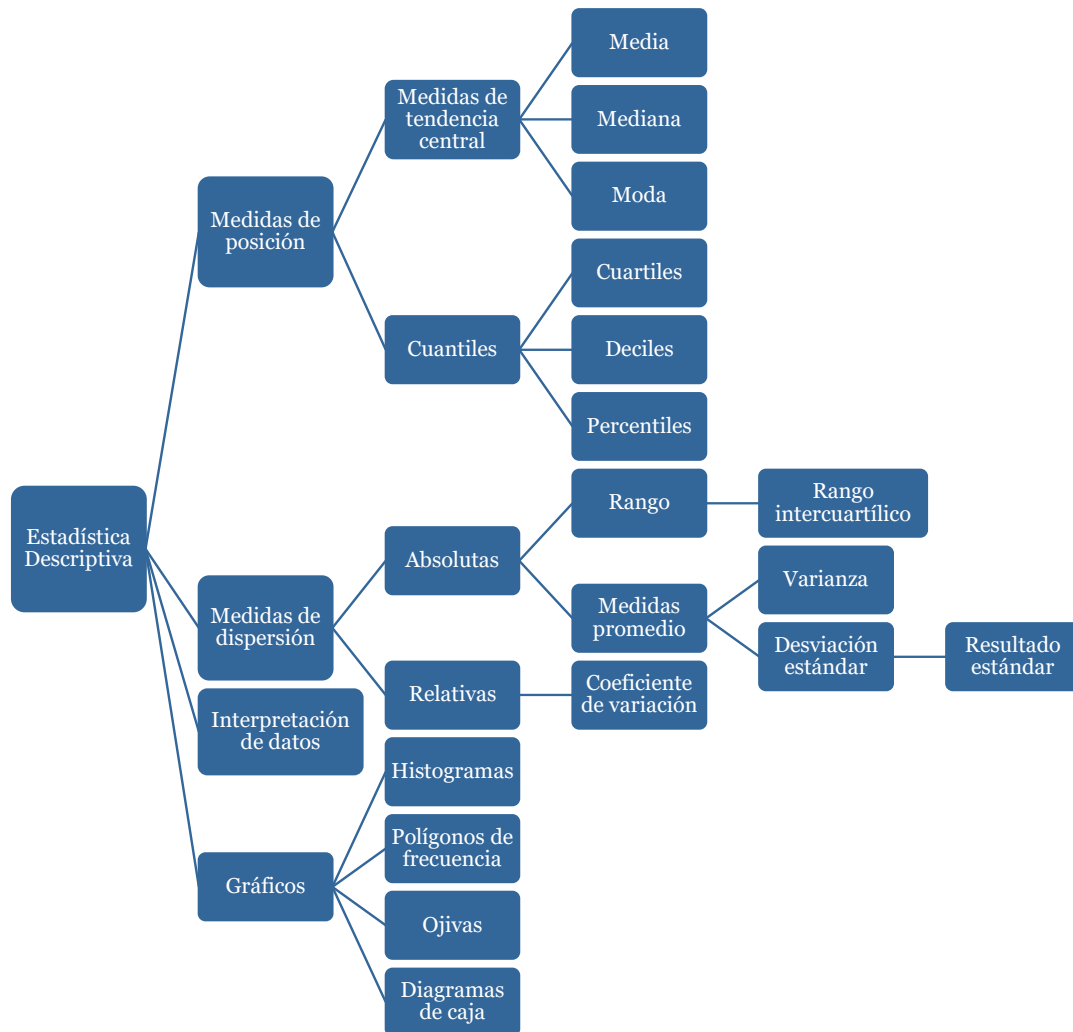 Estadística
Descriptiva
Medidas de
posición
Medidas de
tendencia
central
Media
Mediana
Moda
Cuantiles
Cuartiles
Deciles
Percentiles
Medidas de
dispersión
Absolutas
Rango
Rango
intercuartílico
Medidas
promedio
Varianza
Desviación
estándar
Resultado
estándar
Relativas
Coeficiente
de variación
Interpretación
de datos
Gráficos
Histogramas
Polígonos de
frecuencia
Ojivas
Diagramas
de caja